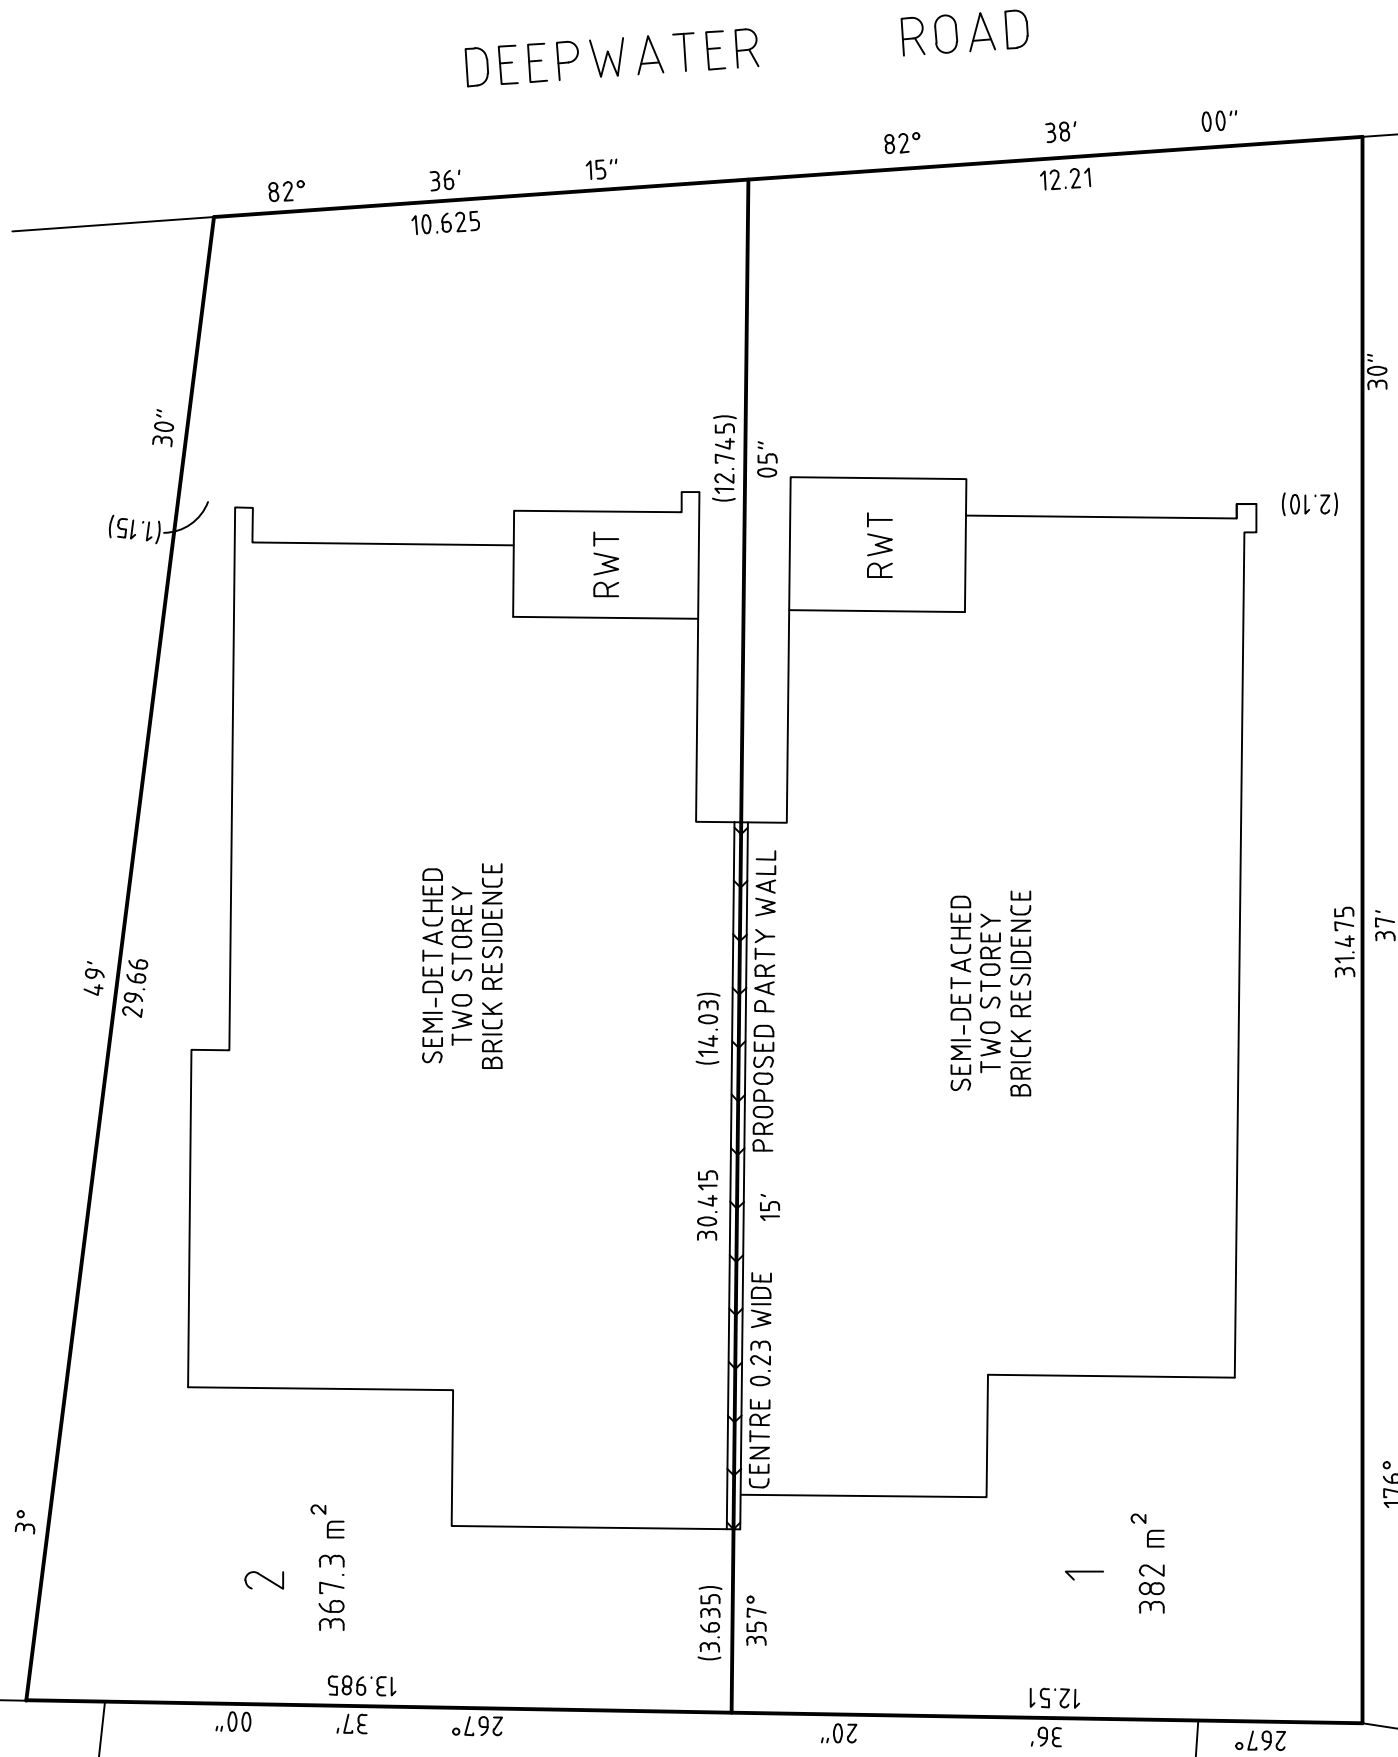 DEEPWATER ROAD
82° 36' 15"
10.625
82° 38' 00"
12.21
3° 49' 30"
29.66
(1.15)
RWT
(12.745)
05"
RWT
(2.10)
30"
SEMI-DETACHED
TWO STOREY
BRICK RESIDENCE
(14.03)
30.415
PROPOSED PARTY WALL
15'
CENTRE 0.23 WIDE
SEMI-DETACHED
TWO STOREY
BRICK RESIDENCE
31.475
37'
176°
2
367.3 m²
(3.635)
357°
1
382 m²
13.985
267° 37' 00"
12.51
267° 36' 20"